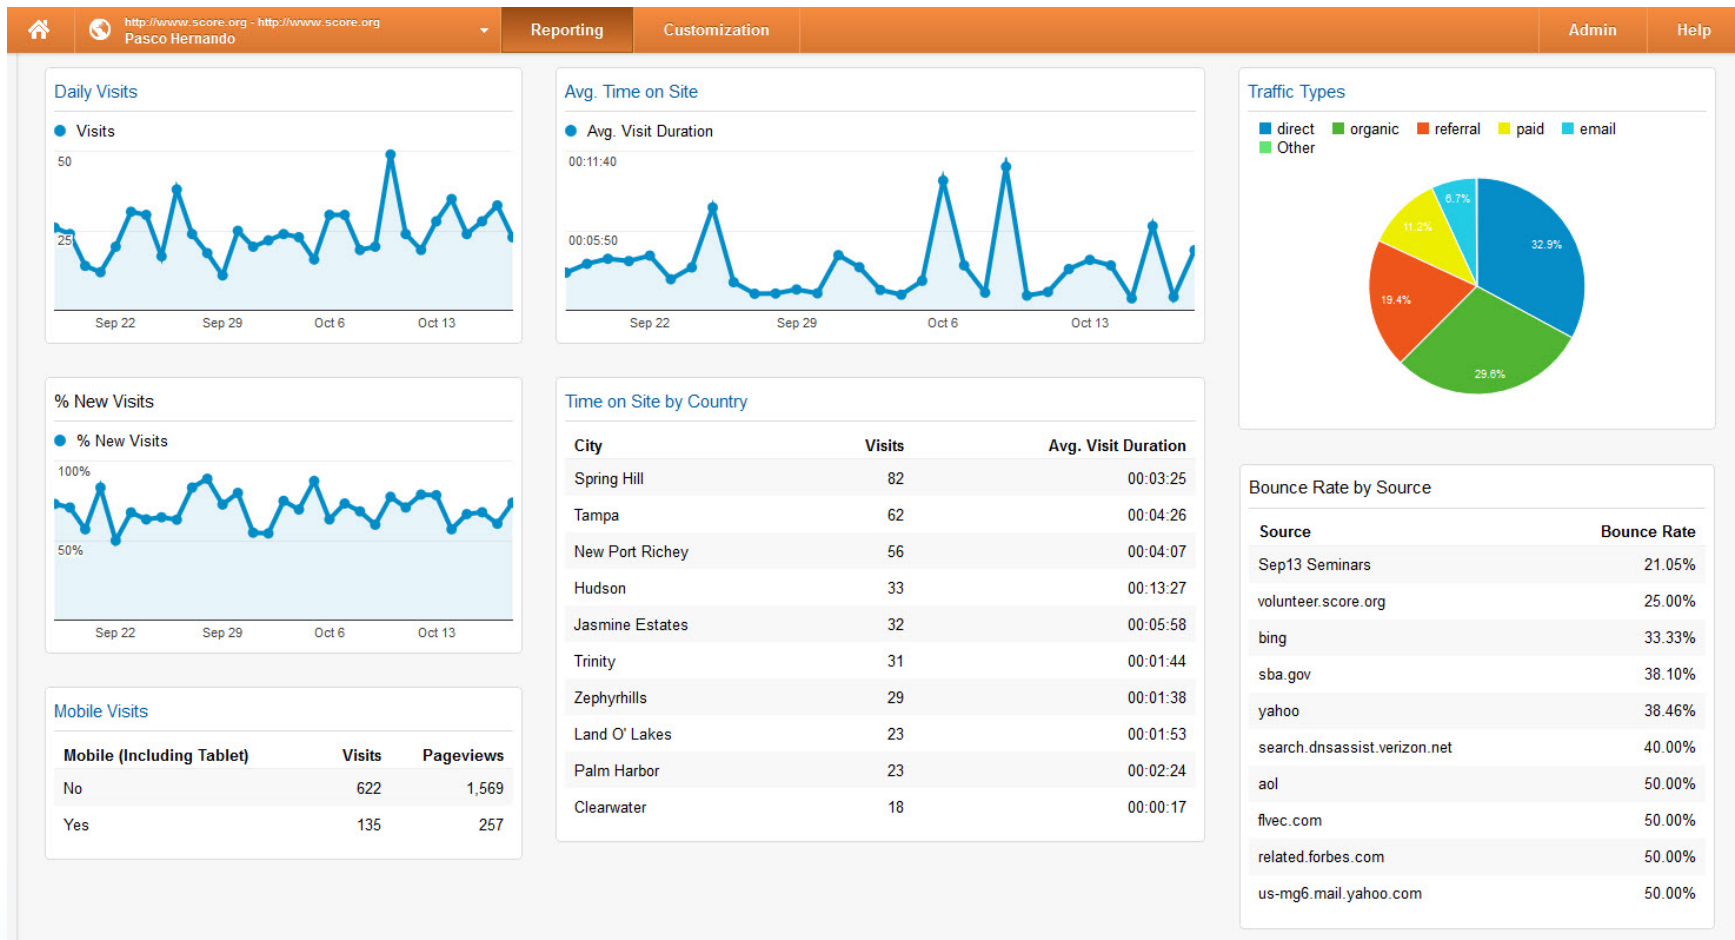 http://www.score.org - http://www.score.org
Pasco Hernando
Reporting
Customization
Admin
Help
Daily Visits
Visits
50
25
Sep 22 Sep 29 Oct 6 Oct 13
Avg. Time on Site
Avg. Visit Duration
00:11:40
00:05:50
Sep 22 Sep 29 Oct 6 Oct 13
Traffic Types
direct organic referral paid email
Other
6.7%
11.2%
32.9%
19.4%
29.6%
% New Visits
% New Visits
100%
50%
Sep 22 Sep 29 Oct 6 Oct 13
Mobile Visits
Mobile (Including Tablet) Visits Pageviews
No 622 1,569
Yes 135 257
Time on Site by Country
City Visits Avg. Visit Duration
Spring Hill 82 00:03:25
Tampa 62 00:04:26
New Port Richey 56 00:04:07
Hudson 33 00:13:27
Jasmine Estates 32 00:05:58
Trinity 31 00:01:44
Zephyrhills 29 00:01:38
Land O' Lakes 23 00:01:53
Palm Harbor 23 00:02:24
Clearwater 18 00:00:17
Bounce Rate by Source
Source Bounce Rate
Sep13 Seminars 21.05%
volunteer.score.org 25.00%
bing 33.33%
sba.gov 38.10%
yahoo 38.46%
search.dnsassist.verizon.net 40.00%
aol 50.00%
flvec.com 50.00%
related.forbes.com 50.00%
us-mg6.mail.yahoo.com 50.00%